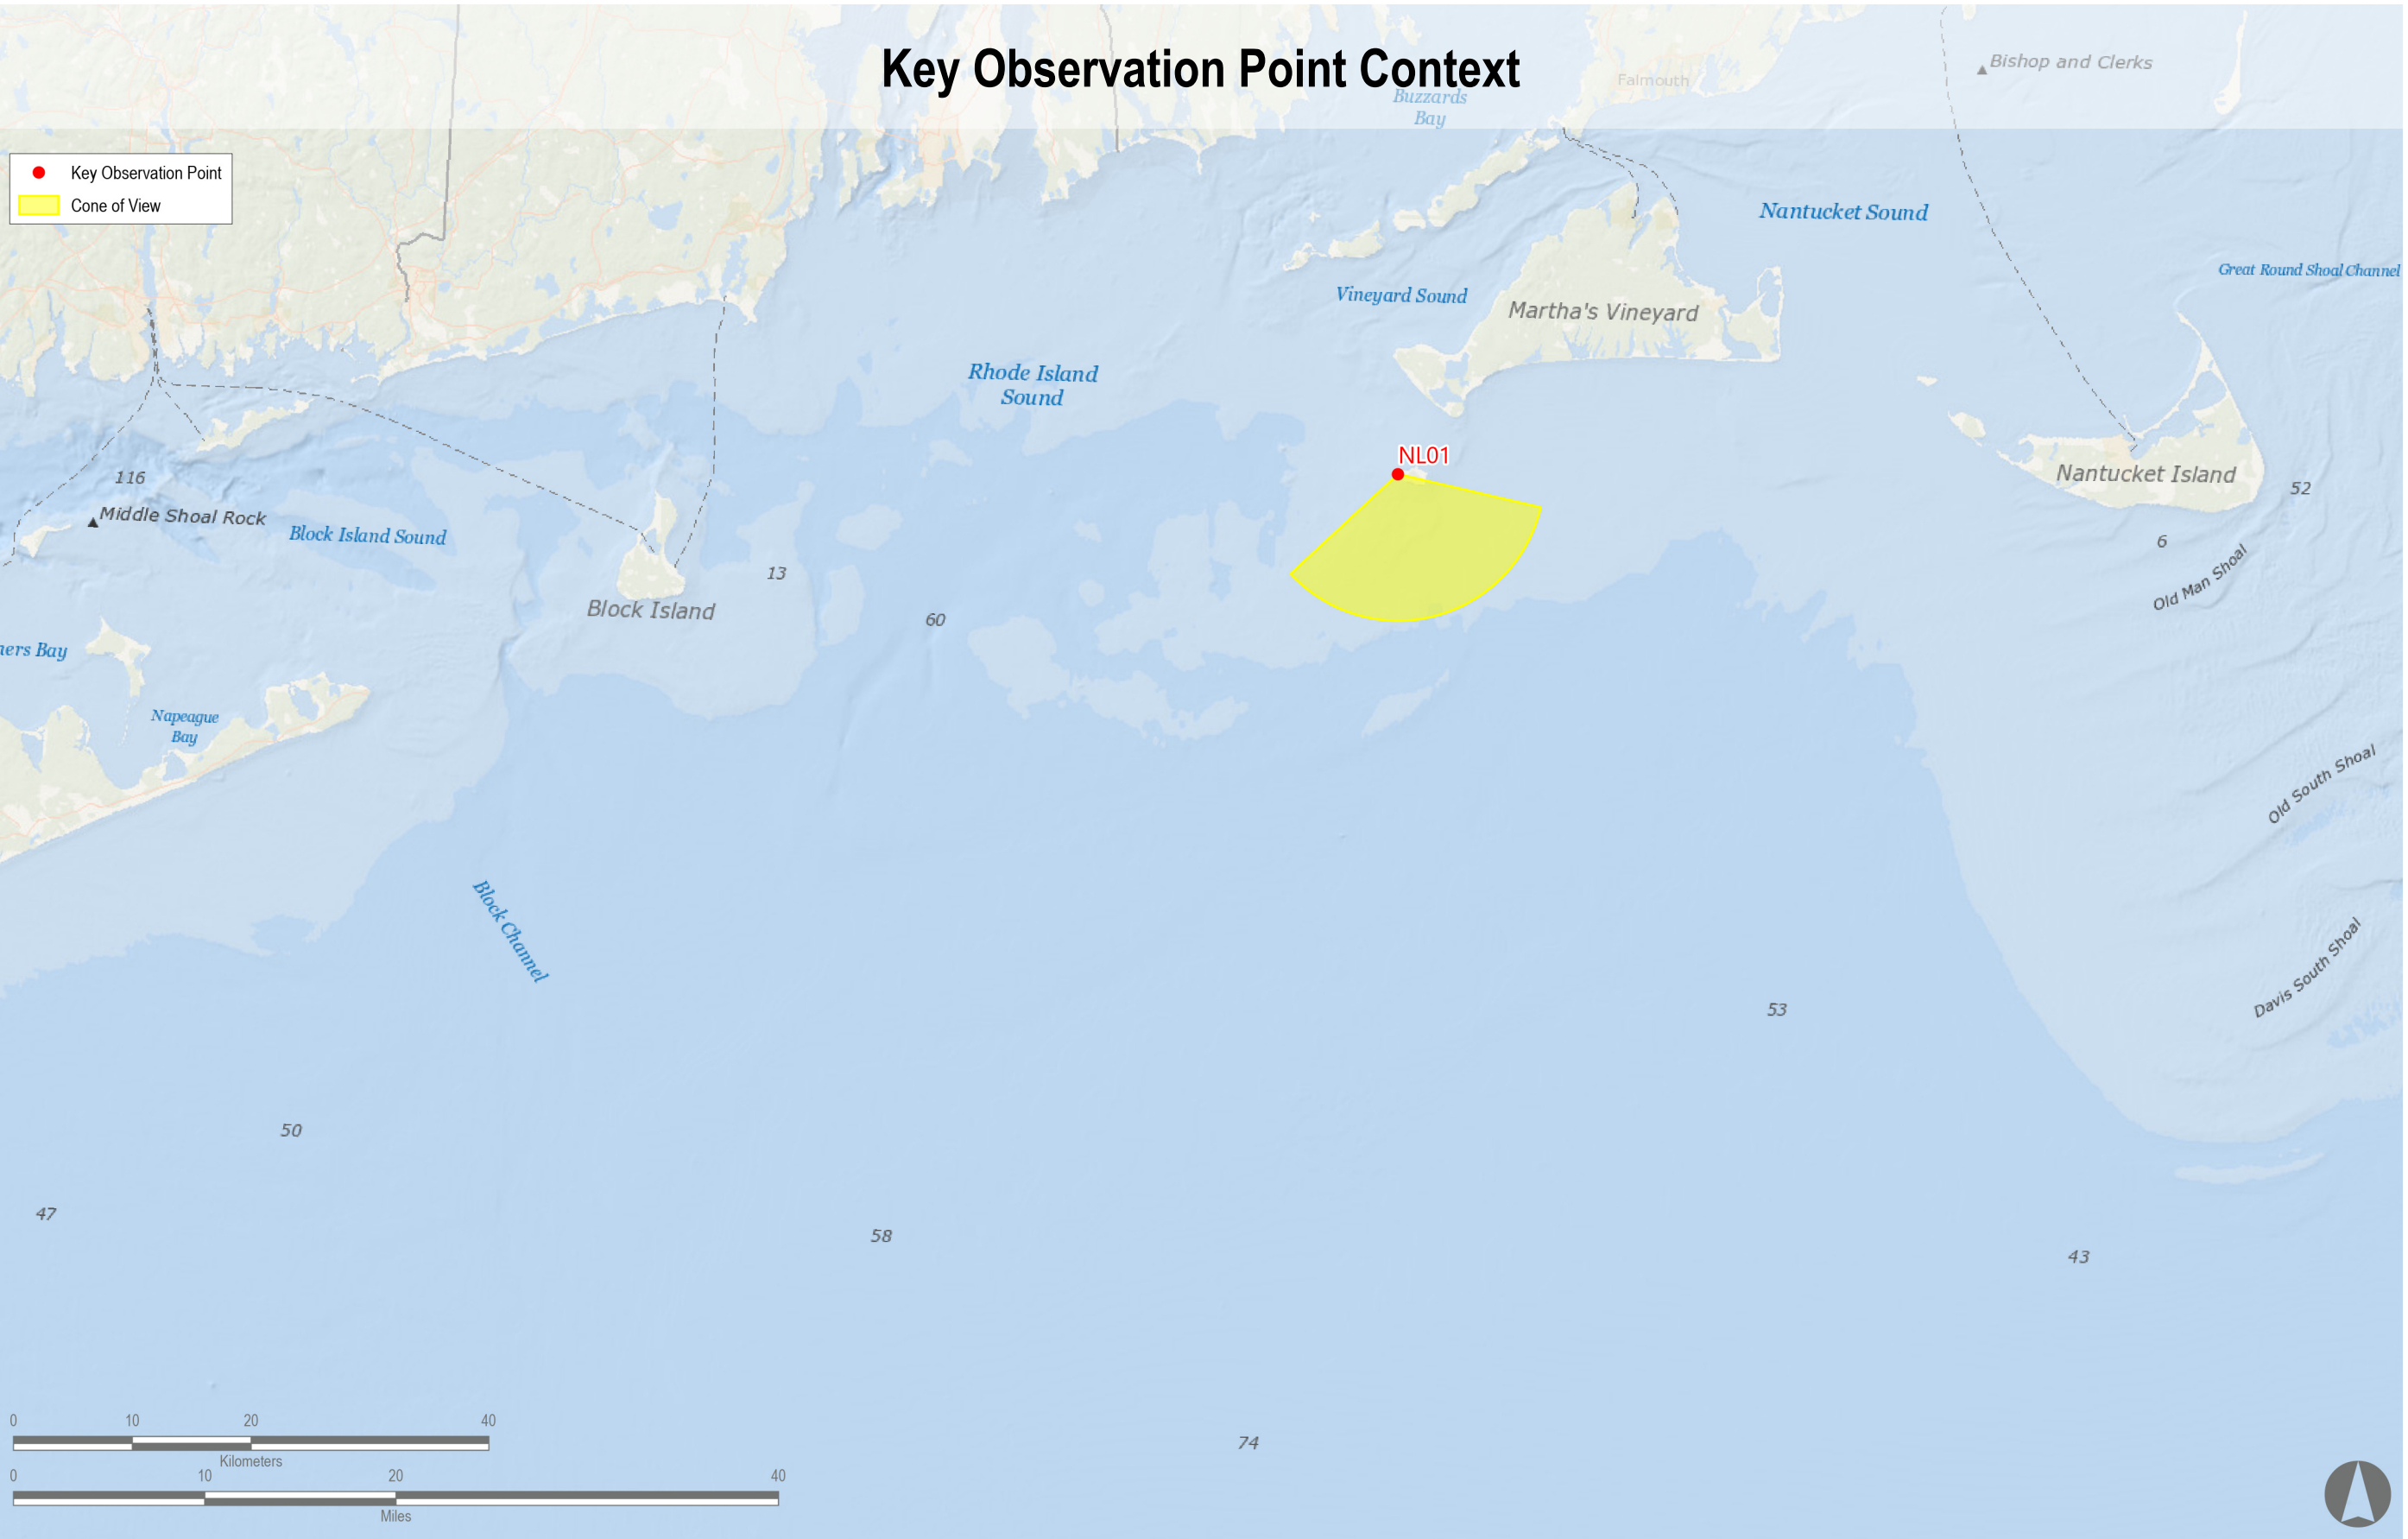 Key Observation Point Context
Bishop and Clerks
Falmouth
Buzzards
Bay
Key Observation Point
Cone of View
Nantucket Sound
Great Round Shoal Channel
Vineyard Sound
Martha's Vineyard
Rhode Island
Sound
NL01
Nantucket Island
116
52
Middle Shoal Rock
Block Island Sound
6
Old Man Shoal
13
Block Island
60
ners Bay
Napeague
Bay
Old South Shoal
Block Channel
Davis South Shoal
53
50
47
58
43
0 10 20 40
Kilometers
74
0 10 20 40
Miles